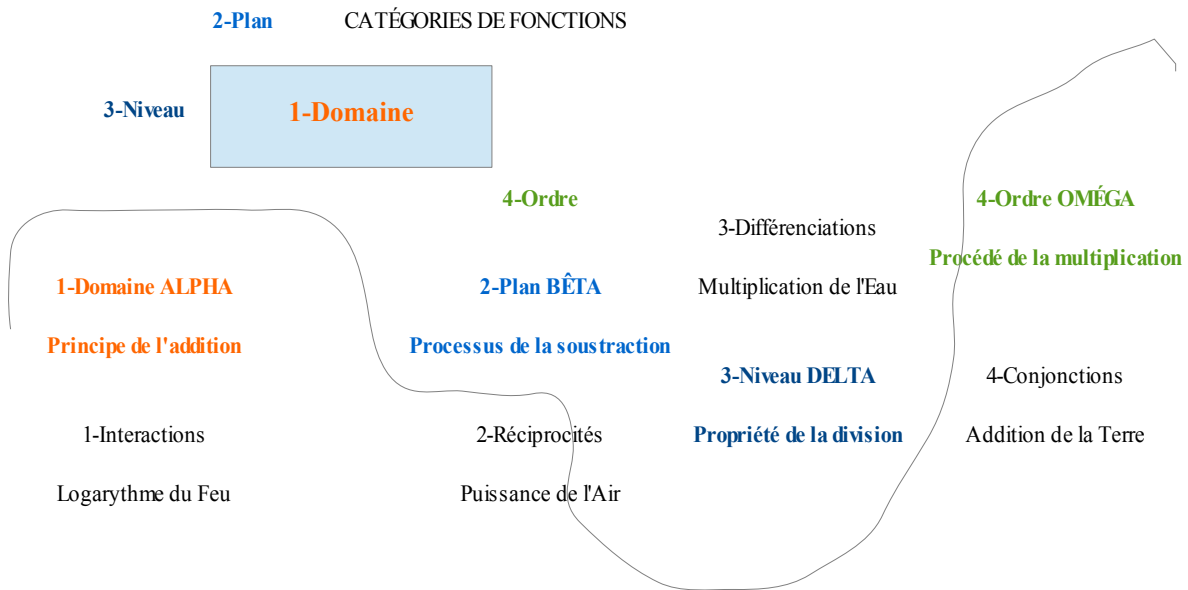 2-Plan CATÉGORIES DE FONCTIONS
3-Niveau
1-Domaine
4-Ordre
1-Domaine ALPHA
Principe de l'addition
1-Interactions
Logarythme du Feu
2-Plan BÊTA
Processus de la soustraction
2-Réciprocités
Puissance de l'Air
3-Différenciations
Multiplication de l'Eau
3-Niveau DELTA
Propriété de la division
4-Ordre OMÉGA
Procédé de la multiplication
4-Conjonctions
Addition de la Terre